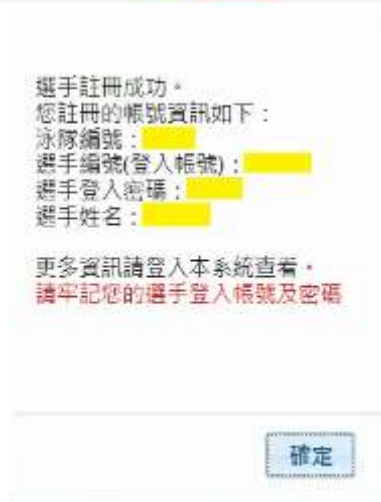 選手註冊成功。
您註冊的帳號資訊如下：
泳隊編號：
選手編號(登入帳號)：
選手登入密碼：
選手姓名：
更多資訊請登入本系統查看。
請牢記您的選手登入帳號及密碼
確定